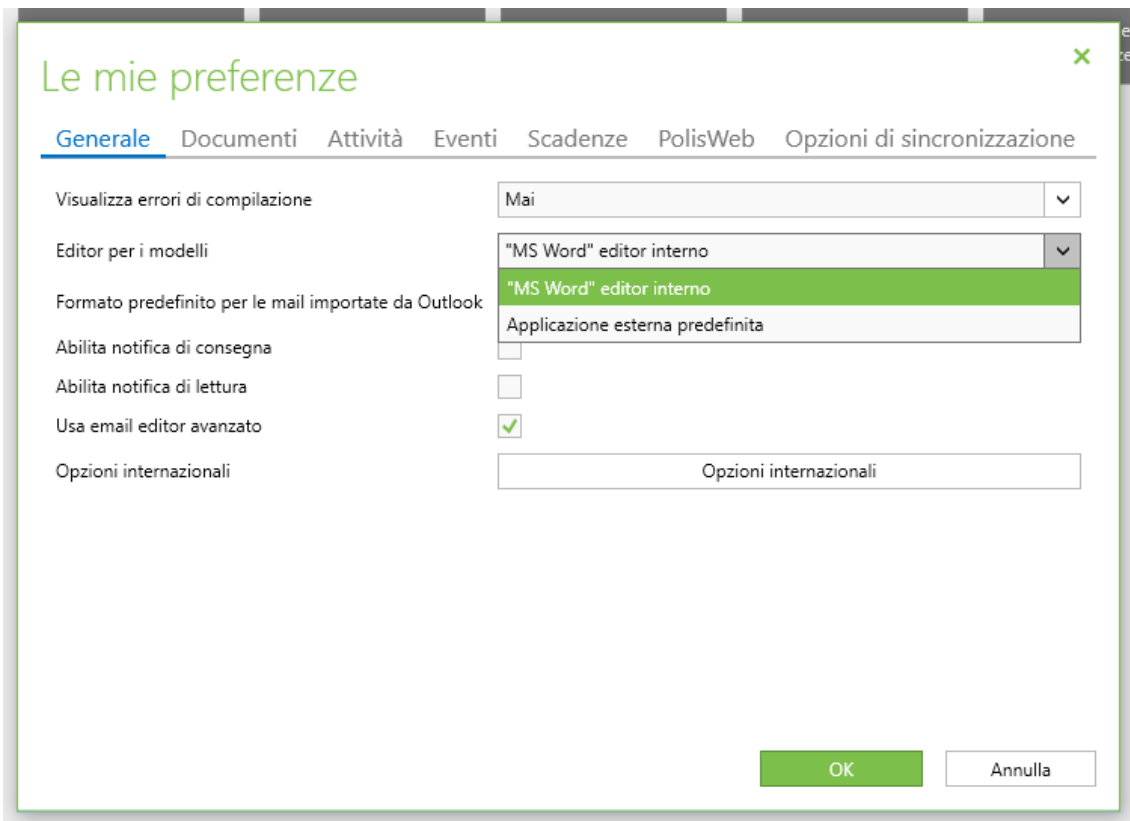 Le mie preferenze
Generale Documenti Attività Eventi Scadenze PolisWeb Opzioni di sincronizzazione
Visualizza errori di compilazione Mai
Editor per i modelli "MS Word" editor interno
"MS Word" editor interno
Formato predefinito per le mail importate da Outlook
Applicazione esterna predefinita
Abilita notifica di consegna
Abilita notifica di lettura
Usa email editor avanzato
Opzioni internazionali Opzioni internazionali
OK Annulla